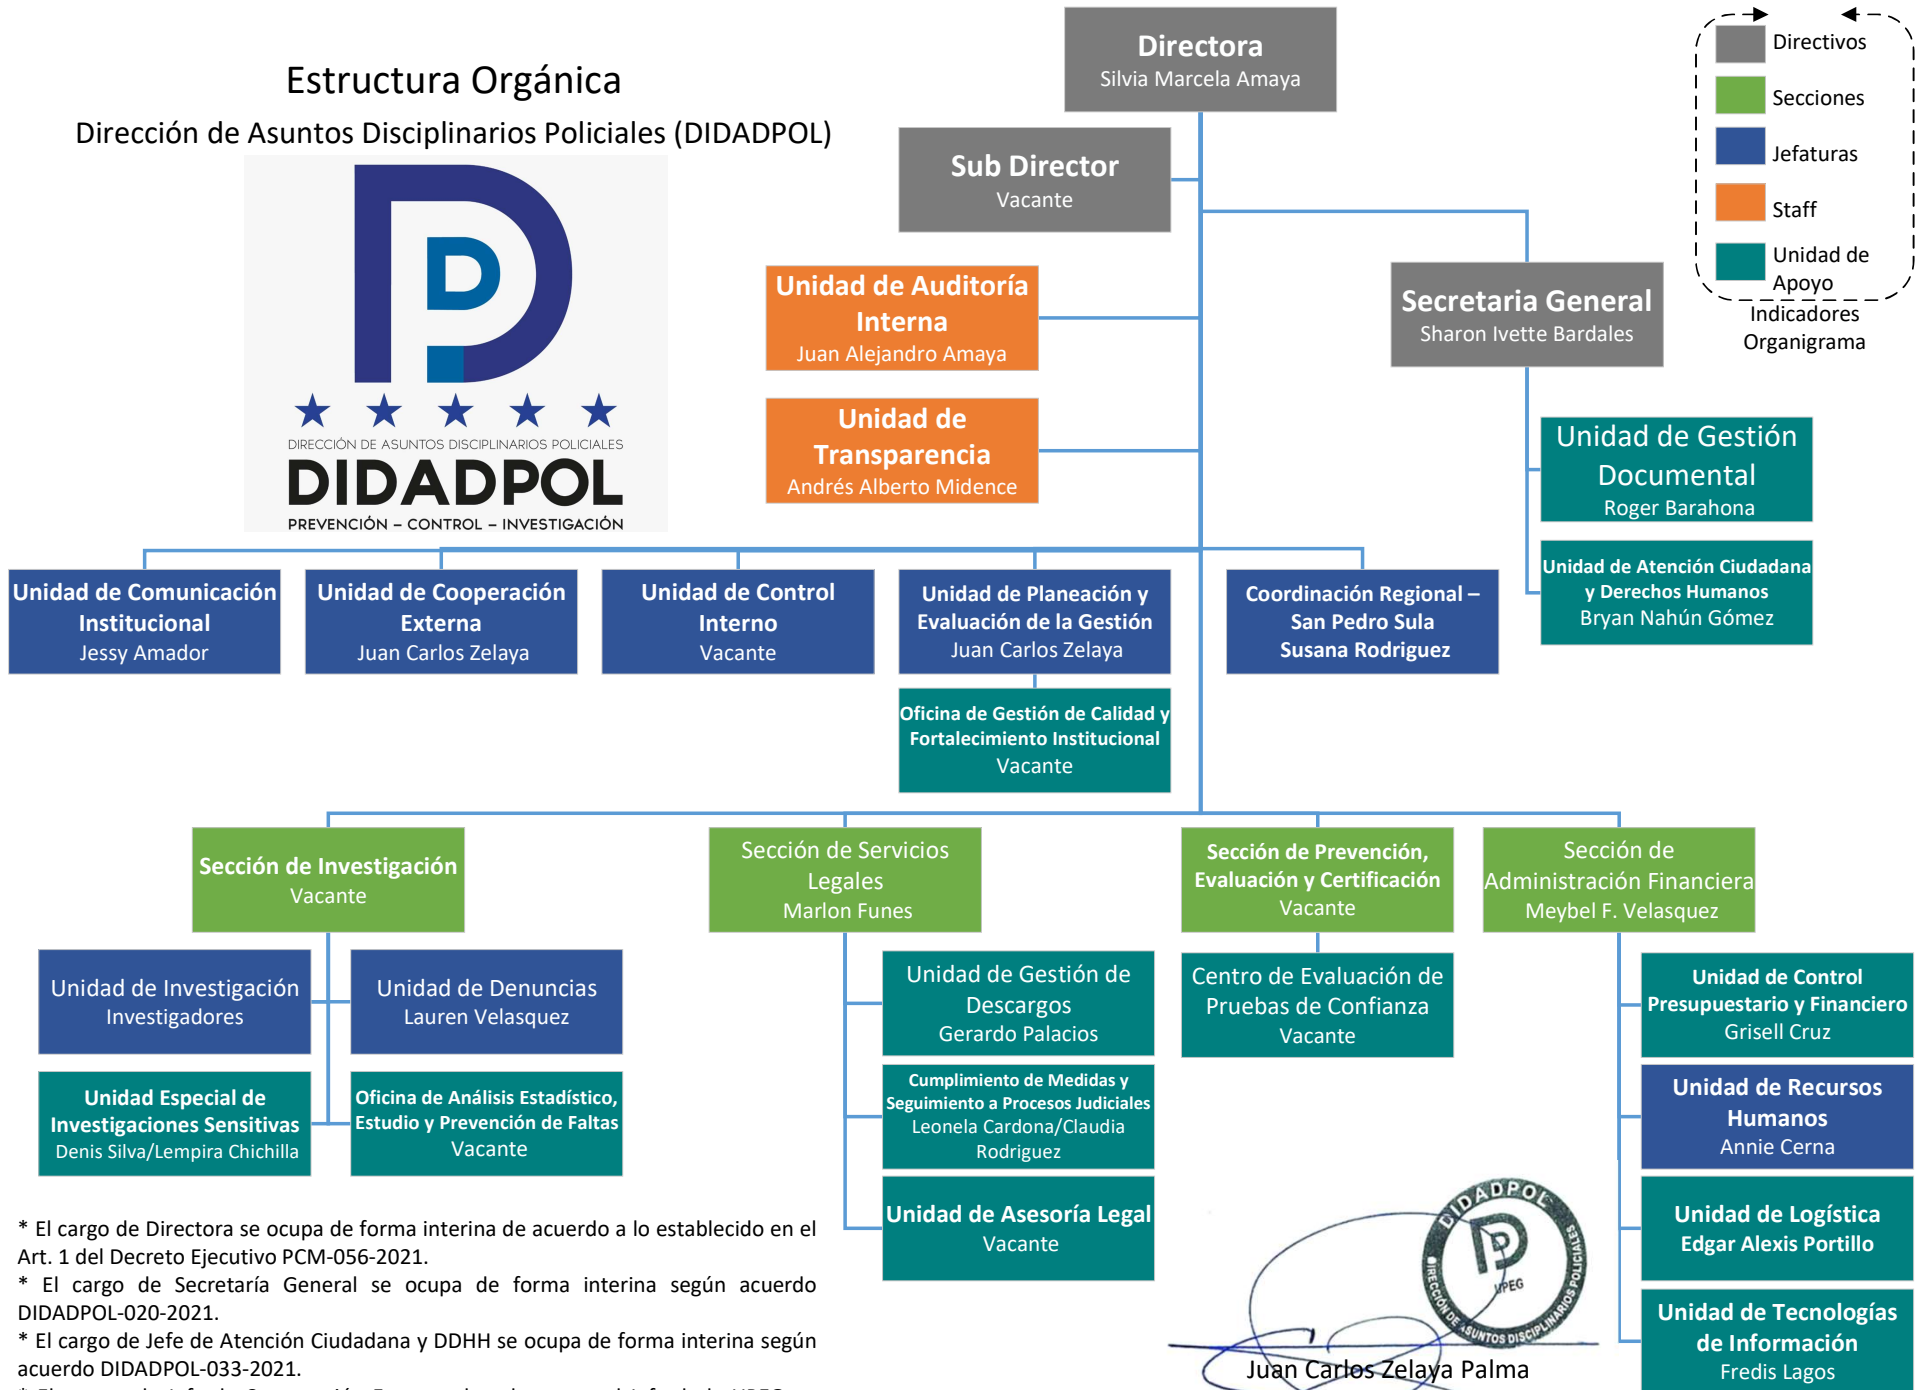 Estructura Orgánica
Dirección de Asuntos Disciplinarios Policiales (DIDADPOL)
DIRECCIÓN DE ASUNTOS DISCIPLINARIOS POLICIALES
DIDADPOL
PREVENCIÓN – CONTROL – INVESTIGACIÓN
Directora
Silvia Marcela Amaya
Sub Director
Vacante
Directivos
Secciones
Jefaturas
Staff
Unidad de
Apoyo
Indicadores
Organigrama
Unidad de Auditoría
Interna
Juan Alejandro Amaya
Secretaria General
Sharon Ivette Bardales
Unidad de
Transparencia
Andrés Alberto Midence
Unidad de Gestión
Documental
Roger Barahona
Unidad de Atención Ciudadana
y Derechos Humanos
Bryan Nahún Gómez
Unidad de Comunicación
Institucional
Jessy Amador
Unidad de Cooperación
Externa
Juan Carlos Zelaya
Unidad de Control
Interno
Vacante
Unidad de Planeación y
Evaluación de la Gestión
Juan Carlos Zelaya
Coordinación Regional –
San Pedro Sula
Susana Rodriguez
Oficina de Gestión de Calidad y
Fortalecimiento Institucional
Vacante
Sección de Investigación
Vacante
Sección de Servicios
Legales
Marlon Funes
Sección de Prevención,
Evaluación y Certificación
Vacante
Sección de
Administración Financiera
Meybel F. Velasquez
Unidad de Investigación
Investigadores
Unidad de Denuncias
Lauren Velasquez
Unidad Especial de
Investigaciones Sensitivas
Denis Silva/Lempira Chichilla
Oficina de Análisis Estadístico,
Estudio y Prevención de Faltas
Vacante
Unidad de Gestión de
Descargos
Gerardo Palacios
Cumplimiento de Medidas y
Seguimiento a Procesos Judiciales
Leonela Cardona/Claudia
Rodriguez
Unidad de Asesoría Legal
Vacante
Centro de Evaluación de
Pruebas de Confianza
Vacante
Unidad de Control
Presupuestario y Financiero
Grisell Cruz
Unidad de Recursos
Humanos
Annie Cerna
Unidad de Logística
Edgar Alexis Portillo
Unidad de Tecnologías
de Información
Fredis Lagos
* El cargo de Directora se ocupa de forma interina de acuerdo a lo establecido en el
Art. 1 del Decreto Ejecutivo PCM-056-2021.
* El cargo de Secretaría General se ocupa de forma interina según acuerdo
DIDADPOL-020-2021.
* El cargo de Jefe de Atención Ciudadana y DDHH se ocupa de forma interina según
acuerdo DIDADPOL-033-2021.
DIDADPOL
UPEG
DIRECCIÓN DE ASUNTOS DISCIPLINARIOS POLICIALES
Juan Carlos Zelaya Palma